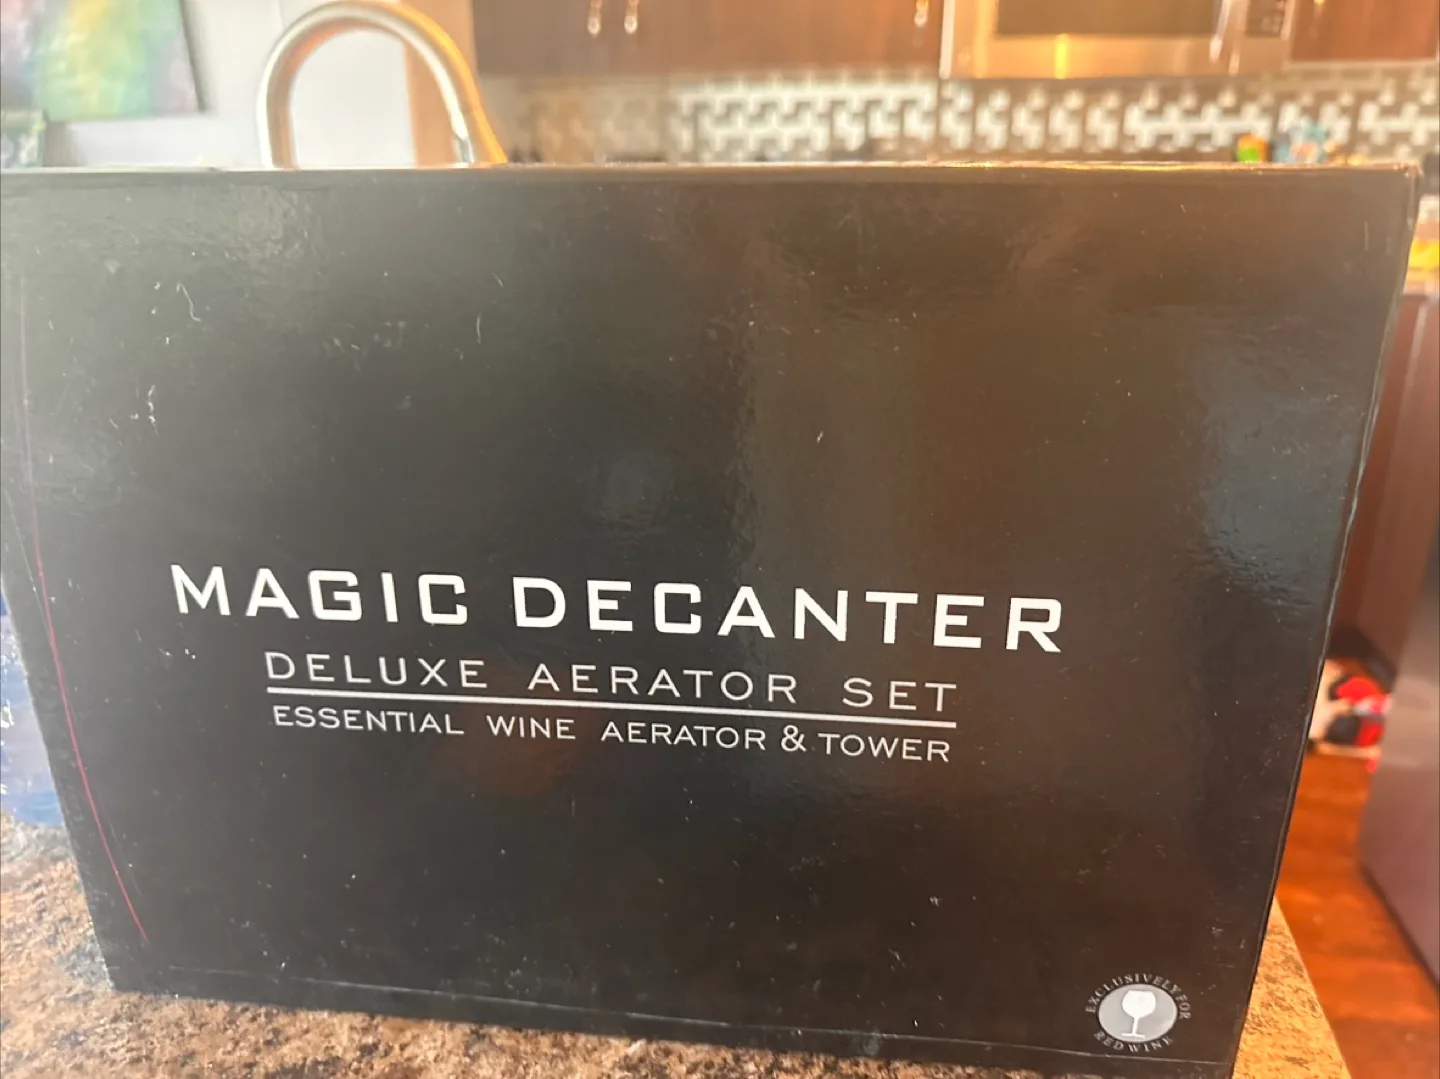 MAGIC DECANTER
DELUXE AERATOR SET
ESSENTIAL WINE AERATOR & TOWER
EXCLUSIVELY FOR
RED WINE